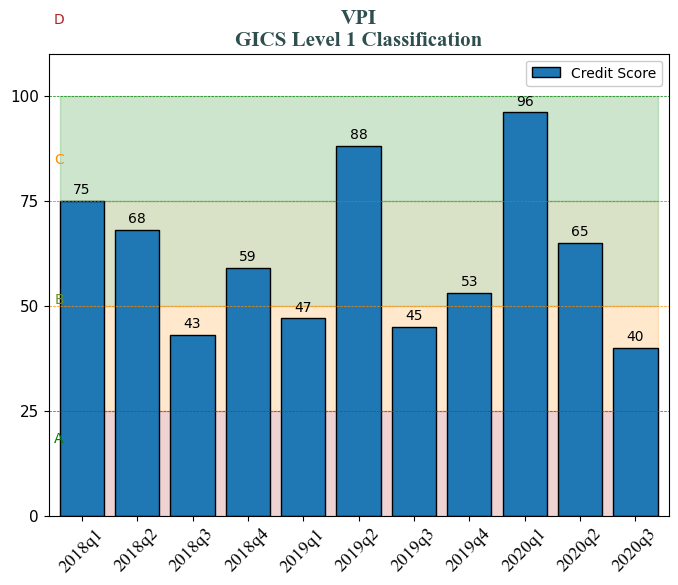 D
VPI
GICS Level 1 Classification
Credit Score
100
75
50
25
0
C
B
A
75
68
43
59
47
88
45
53
96
65
40
2018q1
2018q2
2018q3
2018q4
2019q1
2019q2
2019q3
2019q4
2020q1
2020q2
2020q3